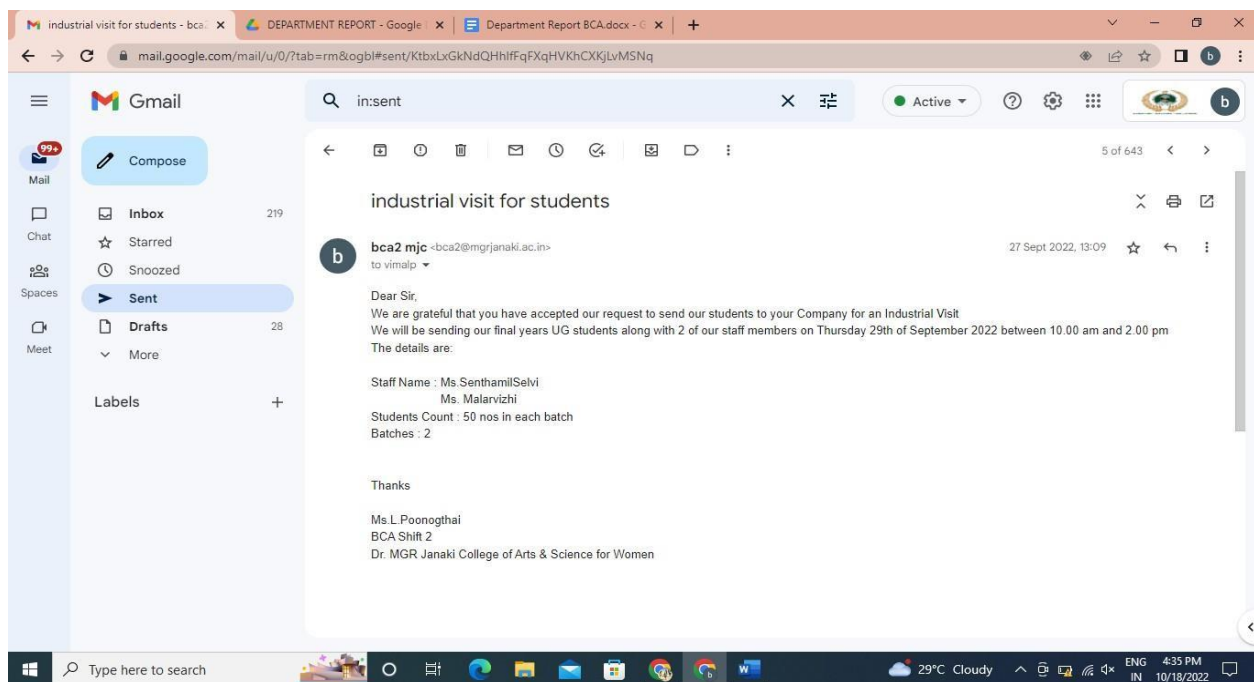 industrial visit for students - bca2
DEPARTMENT REPORT - Google
Department Report BCA.docx - G
mail.google.com/mail/u/0/?tab=rm&ogbl#sent/KtbxLxGkNdQHhlfFqFXqHVKhCXKjLvMSNq
b
Gmail
in:sent
Active
b
99+
Mail
Compose
5 of 643
Inbox 219
industrial visit for students
Chat
Starred
b
bca2 mjc <bca2@mgrjanaki.ac.in>
27 Sept 2022, 13:09
to vimalp
Snoozed
Spaces
Sent
Drafts 28
Meet
More
Labels
Dear Sir,
We are grateful that you have accepted our request to send our students to your Company for an Industrial Visit
We will be sending our final years UG students along with 2 of our staff members on Thursday 29th of September 2022 between 10.00 am and 2.00 pm
The details are:
Staff Name : Ms.SenthamilSelvi
Ms. Malarvizhi
Students Count : 50 nos in each batch
Batches : 2
Thanks
Ms.L.Poonogthai
BCA Shift 2
Dr. MGR Janaki College of Arts & Science for Women
Type here to search
W
29°C Cloudy
ENG
IN
4:35 PM
10/18/2022